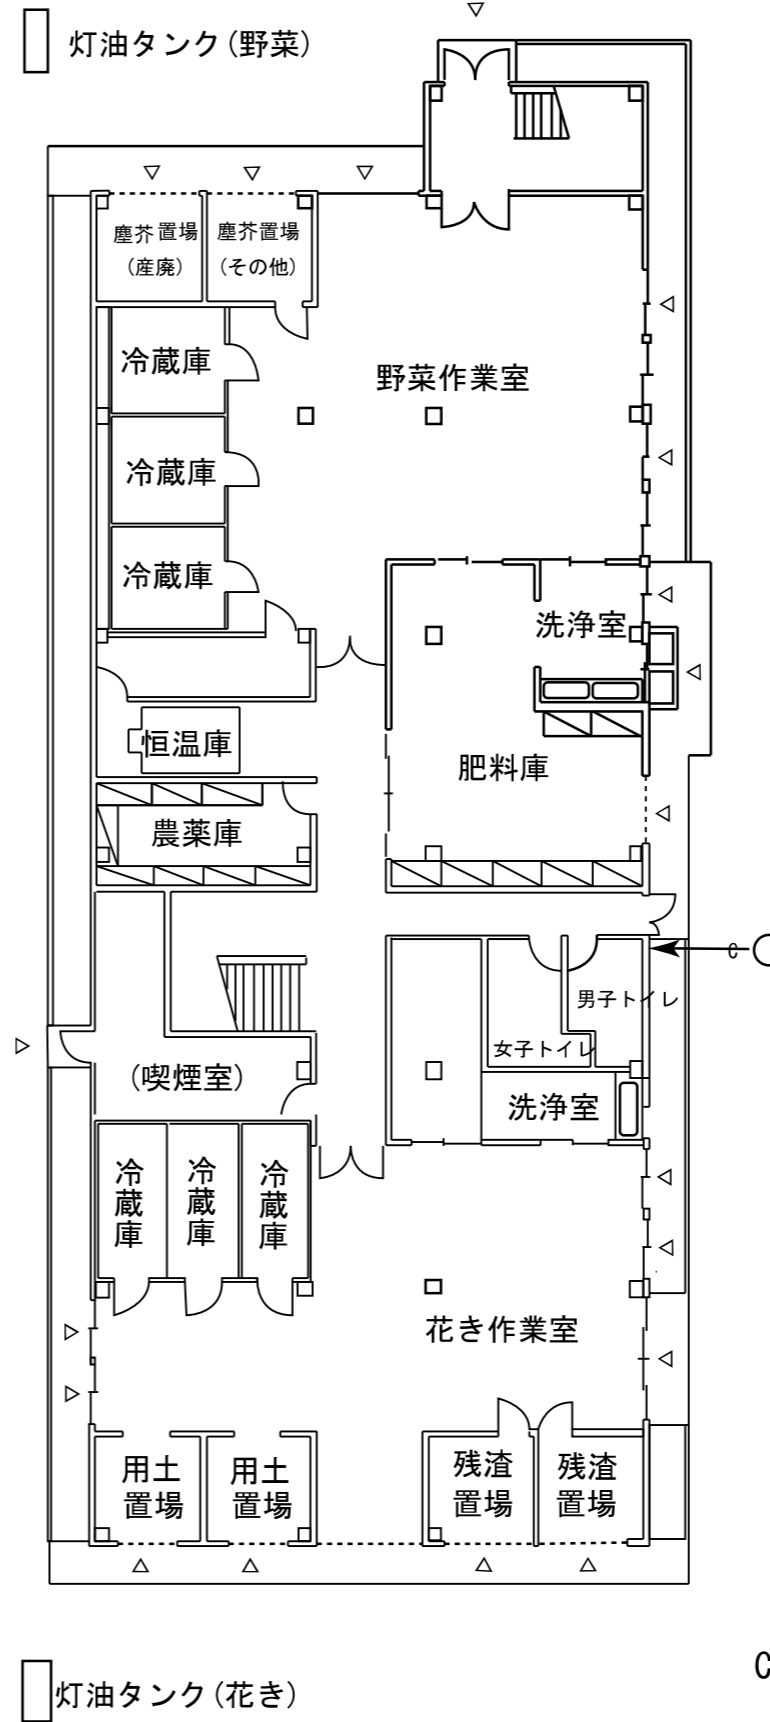 灯油タンク(野菜)
塵芥置場
(産廃)
塵芥置場
(その他)
冷蔵庫
野菜作業室
冷蔵庫
冷蔵庫
洗浄室
恒温庫
肥料庫
農薬庫
c
男子トイレ
女子トイレ
(喫煙室)
洗浄室
冷蔵庫
冷蔵庫
冷蔵庫
花き作業室
用土
置場
用土
置場
残渣
置場
残渣
置場
C
灯油タンク(花き)